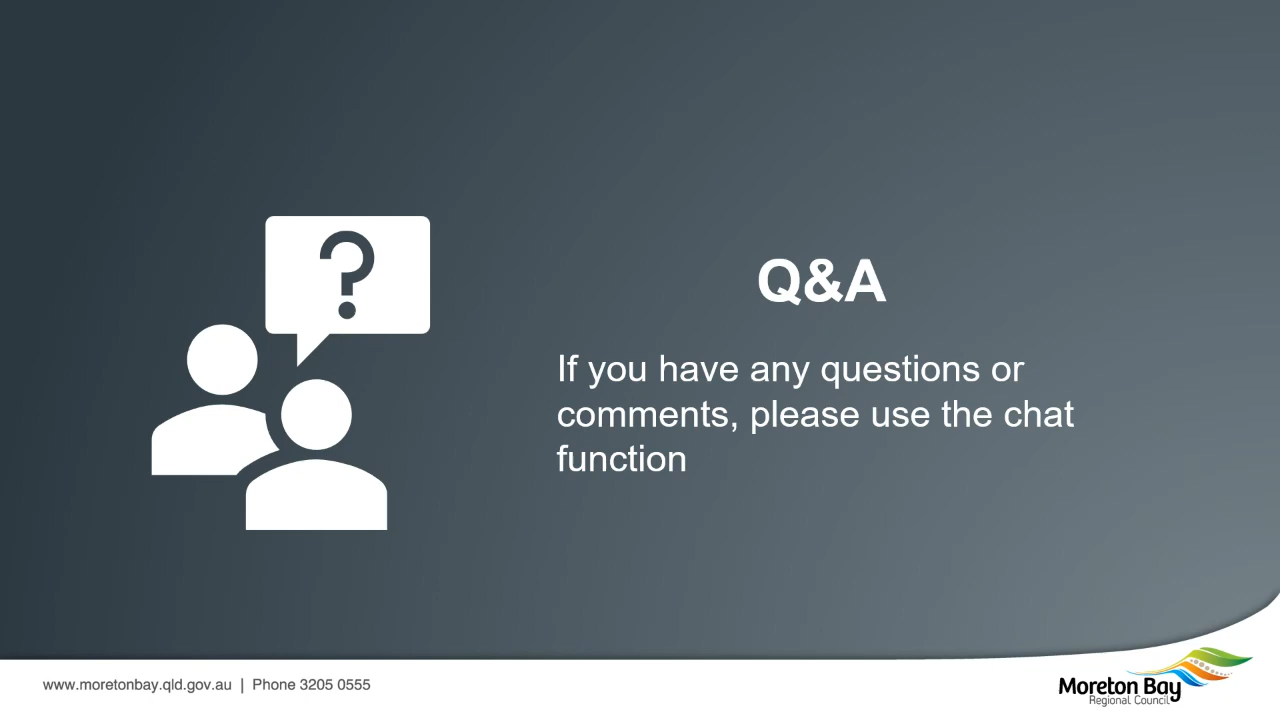 ?
Q&A
If you have any questions or
comments, please use the chat
function
www.moretonbay.qld.gov.au | Phone 3205 0555
Moreton Bay
Regional Council